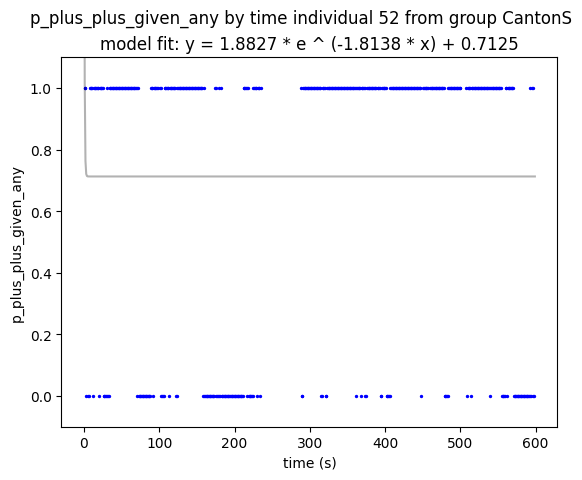 p_plus_plus_given_any by time individual 52 from group CantonS
model fit: y = 1.8827 * e ^ (-1.8138 * x) + 0.7125
p_plus_plus_given_any
1.0
0.8
0.6
0.4
0.2
0.0
0 100 200 300 400 500 600
time (s)